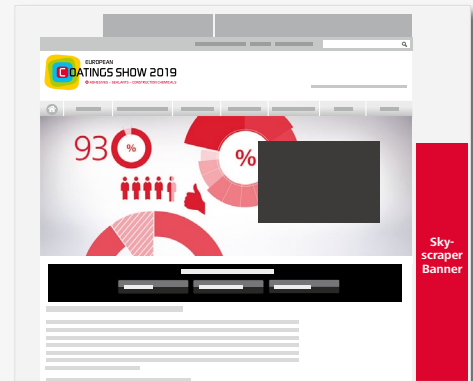 EUROPEAN
COATINGS SHOW 2019
ADHESIVES · SEALANTS · CONSTRUCTION CHEMICALS
93
%
%
Sky-
scraper
Banner